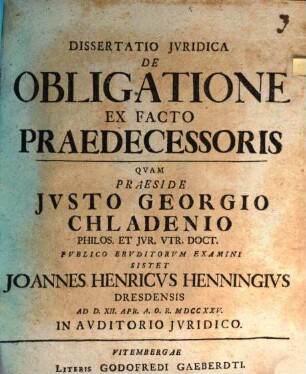 3
DISSERTATIO JVRIDICA
DE
OBLIGATIONE
EX FACTO
PRAEDECESSORIS
QVAM
PRAESIDE
JVSTO GEORGIO
CHLADENIO
PHILOS. ET JVR. VTR. DOCT.
PVBLICO ERVDITORVM EXAMINI
SISTET
JOANNES HENRICVS HENNINGIVS
DRESDENSIS
AD D. XII. APR. A. O. R. MDCCXXV.
IN AVDITORIO JVRIDICO.
VITEMBERGAE
LITERIS GODOFREDI GAEBERDTI.